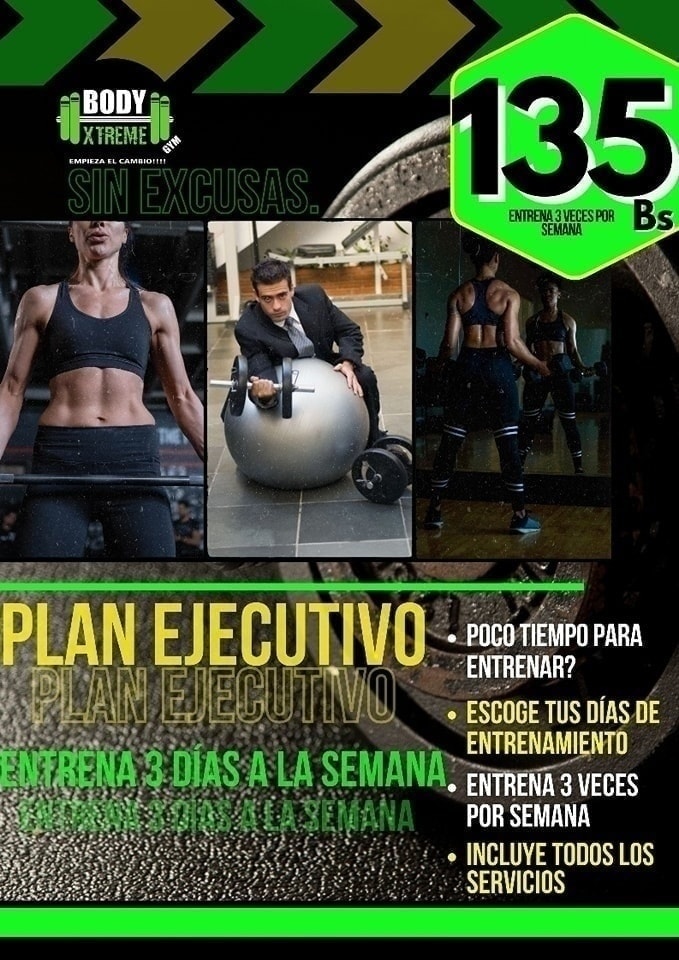 BODY
XTREME
GYM
EMPIEZA EL CAMBIO!!!!
SIN EXCUSAS.
135
Bs
ENTRENA 3 VECES POR
SEMANA
PLAN EJECUTIVO
PLAN EJECUTIVO
ENTRENA 3 DÍAS A LA SEMANA
ENTRENA 3 DÍAS A LA SEMANA
• POCO TIEMPO PARA
ENTRENAR?
• ESCOGE TUS DÍAS DE
ENTRENAMIENTO
• ENTRENA 3 VECES
POR SEMANA
• INCLUYE TODOS LOS
SERVICIOS